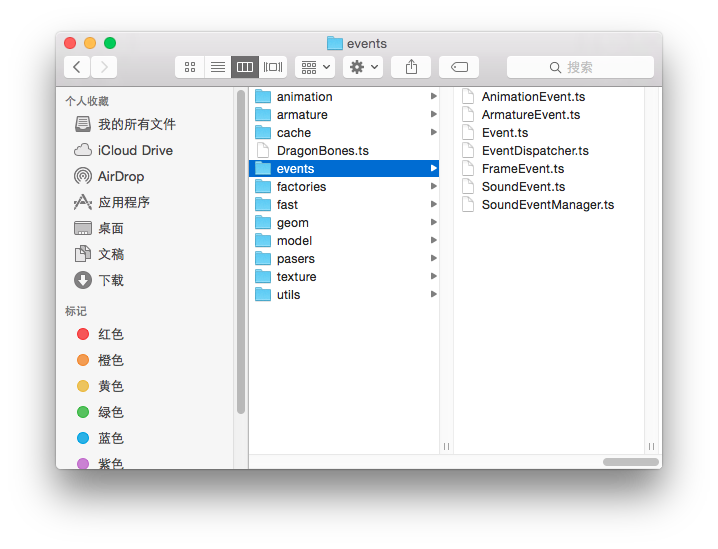 events
搜索
个人收藏
我的所有文件
iCloud Drive
AirDrop
应用程序
桌面
文稿
下载
标记
红色
橙色
黄色
绿色
蓝色
紫色
animation
armature
cache
DragonBones.ts
events
factories
fast
geom
model
pasers
texture
utils
AnimationEvent.ts
ArmatureEvent.ts
Event.ts
EventDispatcher.ts
FrameEvent.ts
SoundEvent.ts
SoundEventManager.ts